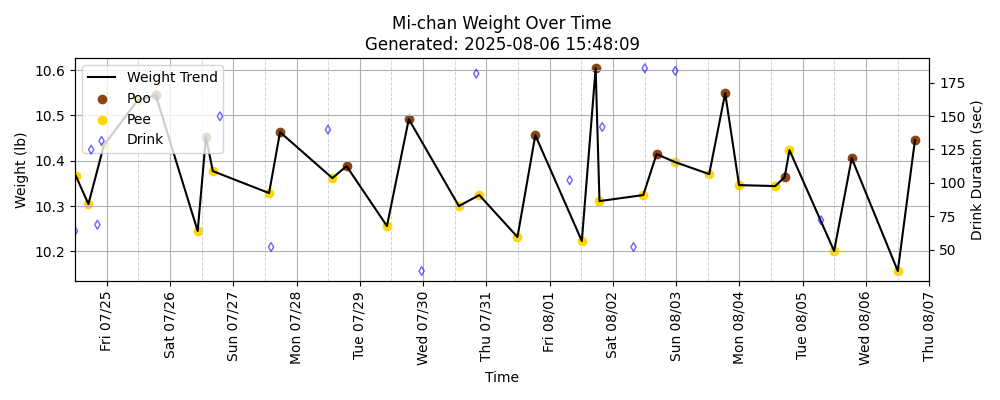 Mi-chan Weight Over Time
Generated: 2025-08-06 15:48:09
Weight (lb)
10.6
10.5
10.4
10.3
10.2
Weight Trend
Poo
Pee
Drink
175
150
125
100
75
50
Drink Duration (sec)
Fri 07/25
Sat 07/26
Sun 07/27
Mon 07/28
Tue 07/29
Wed 07/30
Thu 07/31
Fri 08/01
Sat 08/02
Sun 08/03
Mon 08/04
Tue 08/05
Wed 08/06
Thu 08/07
Time